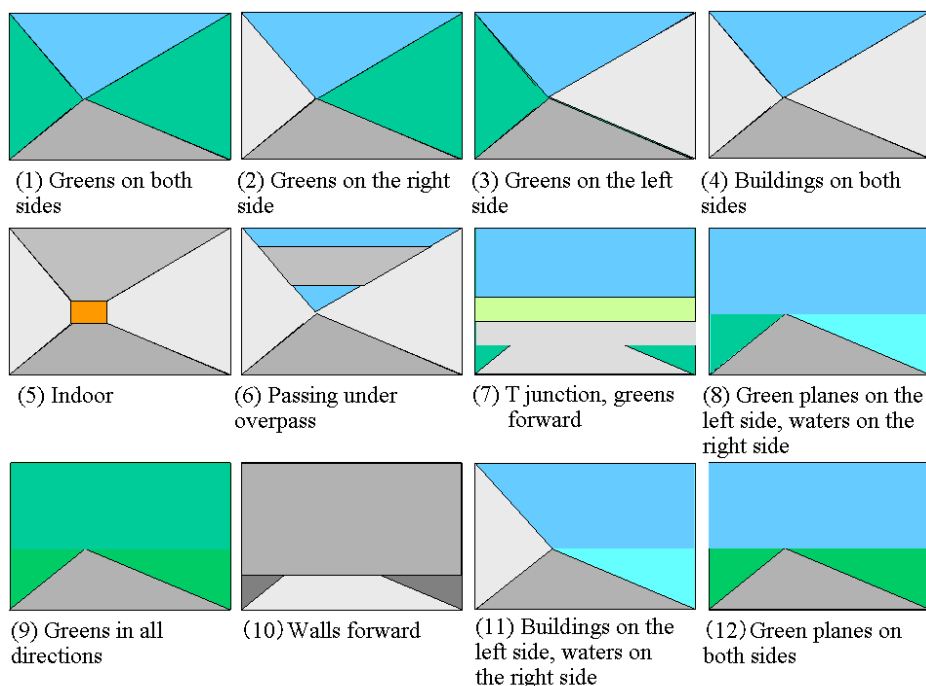 (1) Greens on both
sides
(2) Greens on the right
side
(3) Greens on the left
side
(4) Buildings on both
sides
(5) Indoor
(6) Passing under
overpass
(7) T junction, greens
forward
(8) Green planes on the
left side, waters on the
right side
(9) Greens in all
directions
(10) Walls forward
(11) Buildings on the
left side, waters on
the right side
(12) Green planes on
both sides